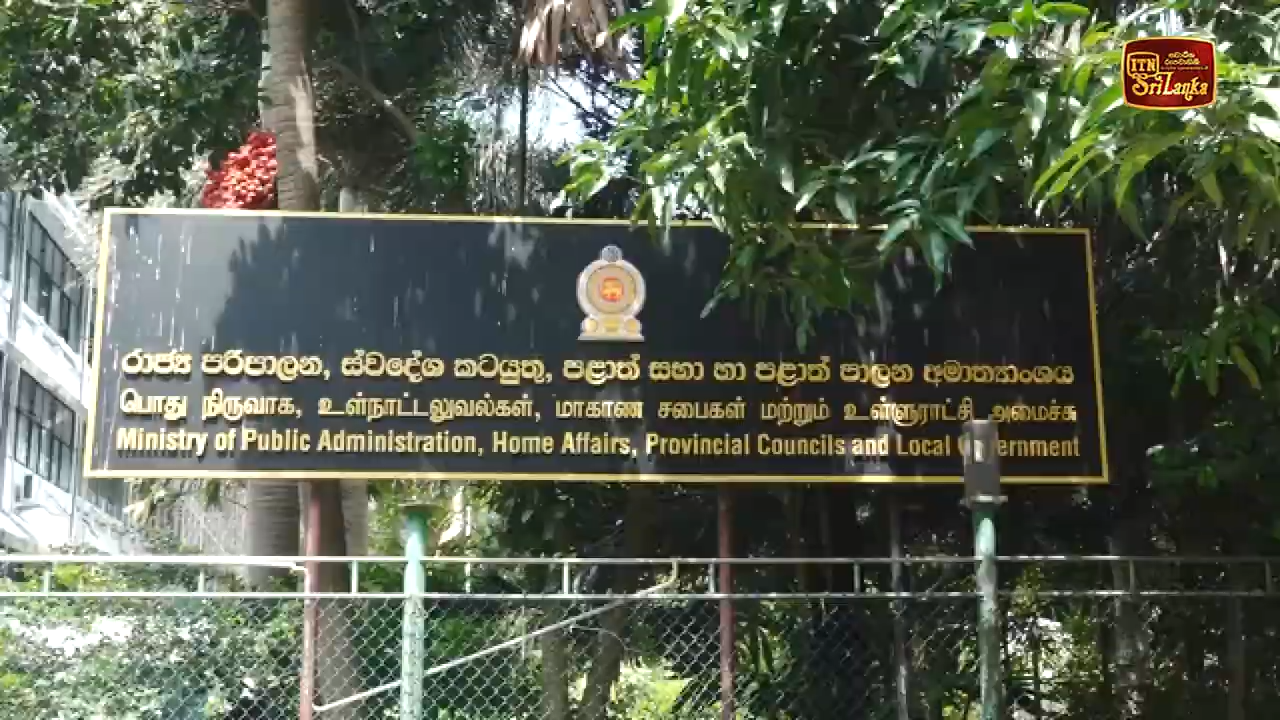 ITN
SriLanka
රාජ්‍ය පරිපාලන, ස්වදේශ කටයුතු, පළාත් සභා හා පළාත් පාලන අමාත්‍යාංශය
பொது நிருவாக, உள்நாட்டலுவல்கள், மாகாண சபைகள் மற்றும் உள்ளூராட்சி அமைச்சு
Ministry of Public Administration, Home Affairs, Provincial Councils and Local Government